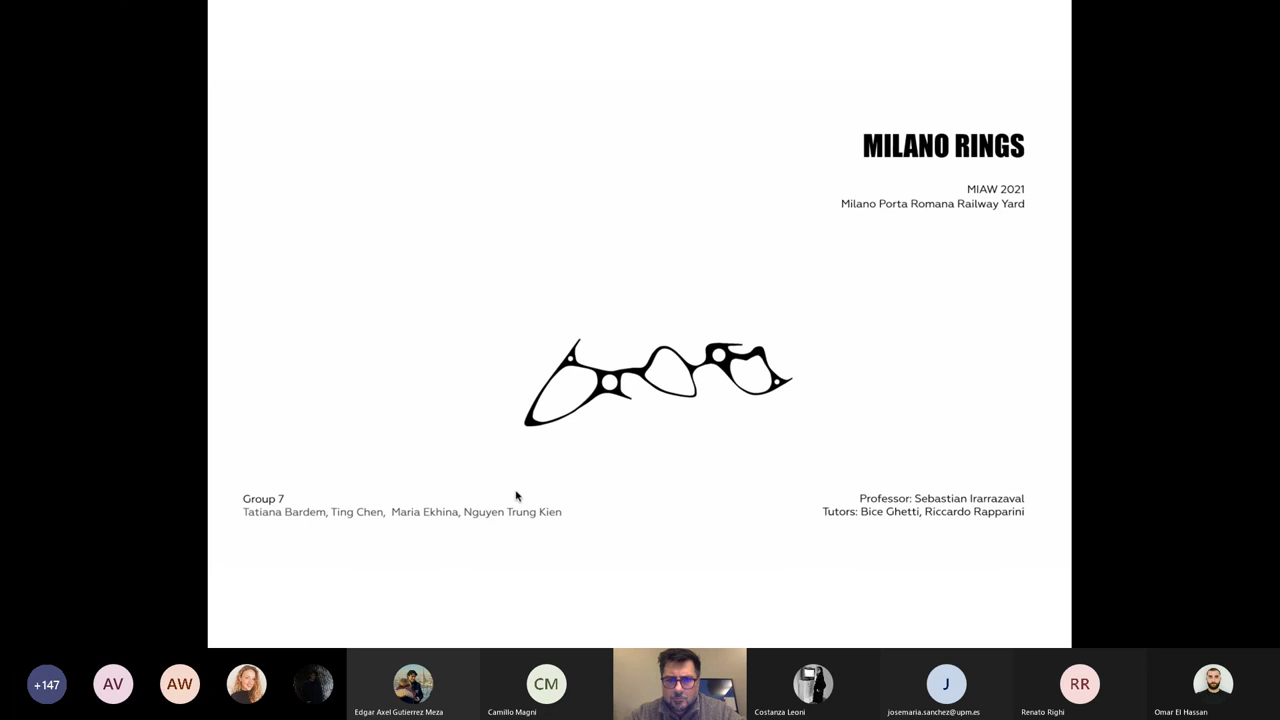 MILANO RINGS
MIAW 2021
Milano Porta Romana Railway Yard
Group 7
Tatiana Bardem, Ting Chen,  Maria Ekhina, Nguyen Trung Kien
Professor: Sebastian Irarrazaval
Tutors: Bice Ghetti, Riccardo Rapparini
+147
AV
AW
Edgar Axel Gutierrez Meza
CM
Camillo Magni
Costanza Leoni
J
josemaria.sanchez@upm.es
RR
Renato Righi
Omar El Hassan